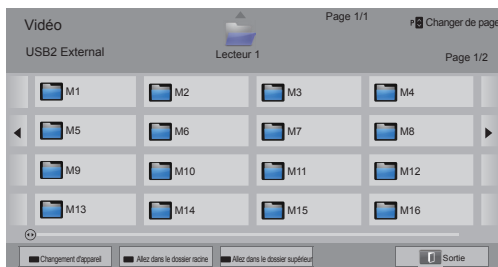 Vidéo
Page 1/1
P Changer de page
USB2 External
Lecteur 1
Page 1/2
M1 M2 M3 M4
M5 M6 M7 M8
M9 M10 M11 M12
M13 M14 M15 M16
Changement d'appareil Allez dans le dossier racine Allez dans le dossier supérieur Sortie